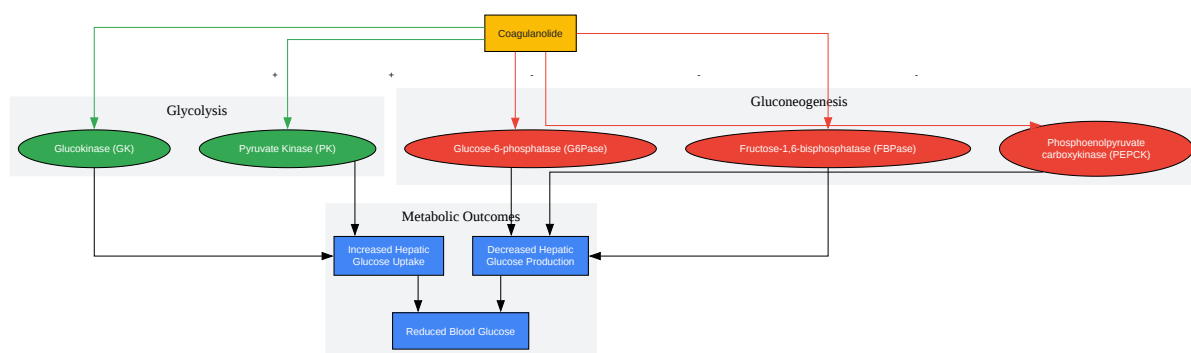 Coagulanolide
+
+
-
-
-
Glycolysis
Gluconeogenesis
Glucokinase (GK)
Pyruvate Kinase (PK)
Glucose-6-phosphatase (G6Pase)
Fructose-1,6-bisphosphatase (FBPase)
Phosphoenolpyruvate
carboxykinase (PEPCK)
Metabolic Outcomes
Increased Hepatic
Glucose Uptake
Decreased Hepatic
Glucose Production
Reduced Blood Glucose